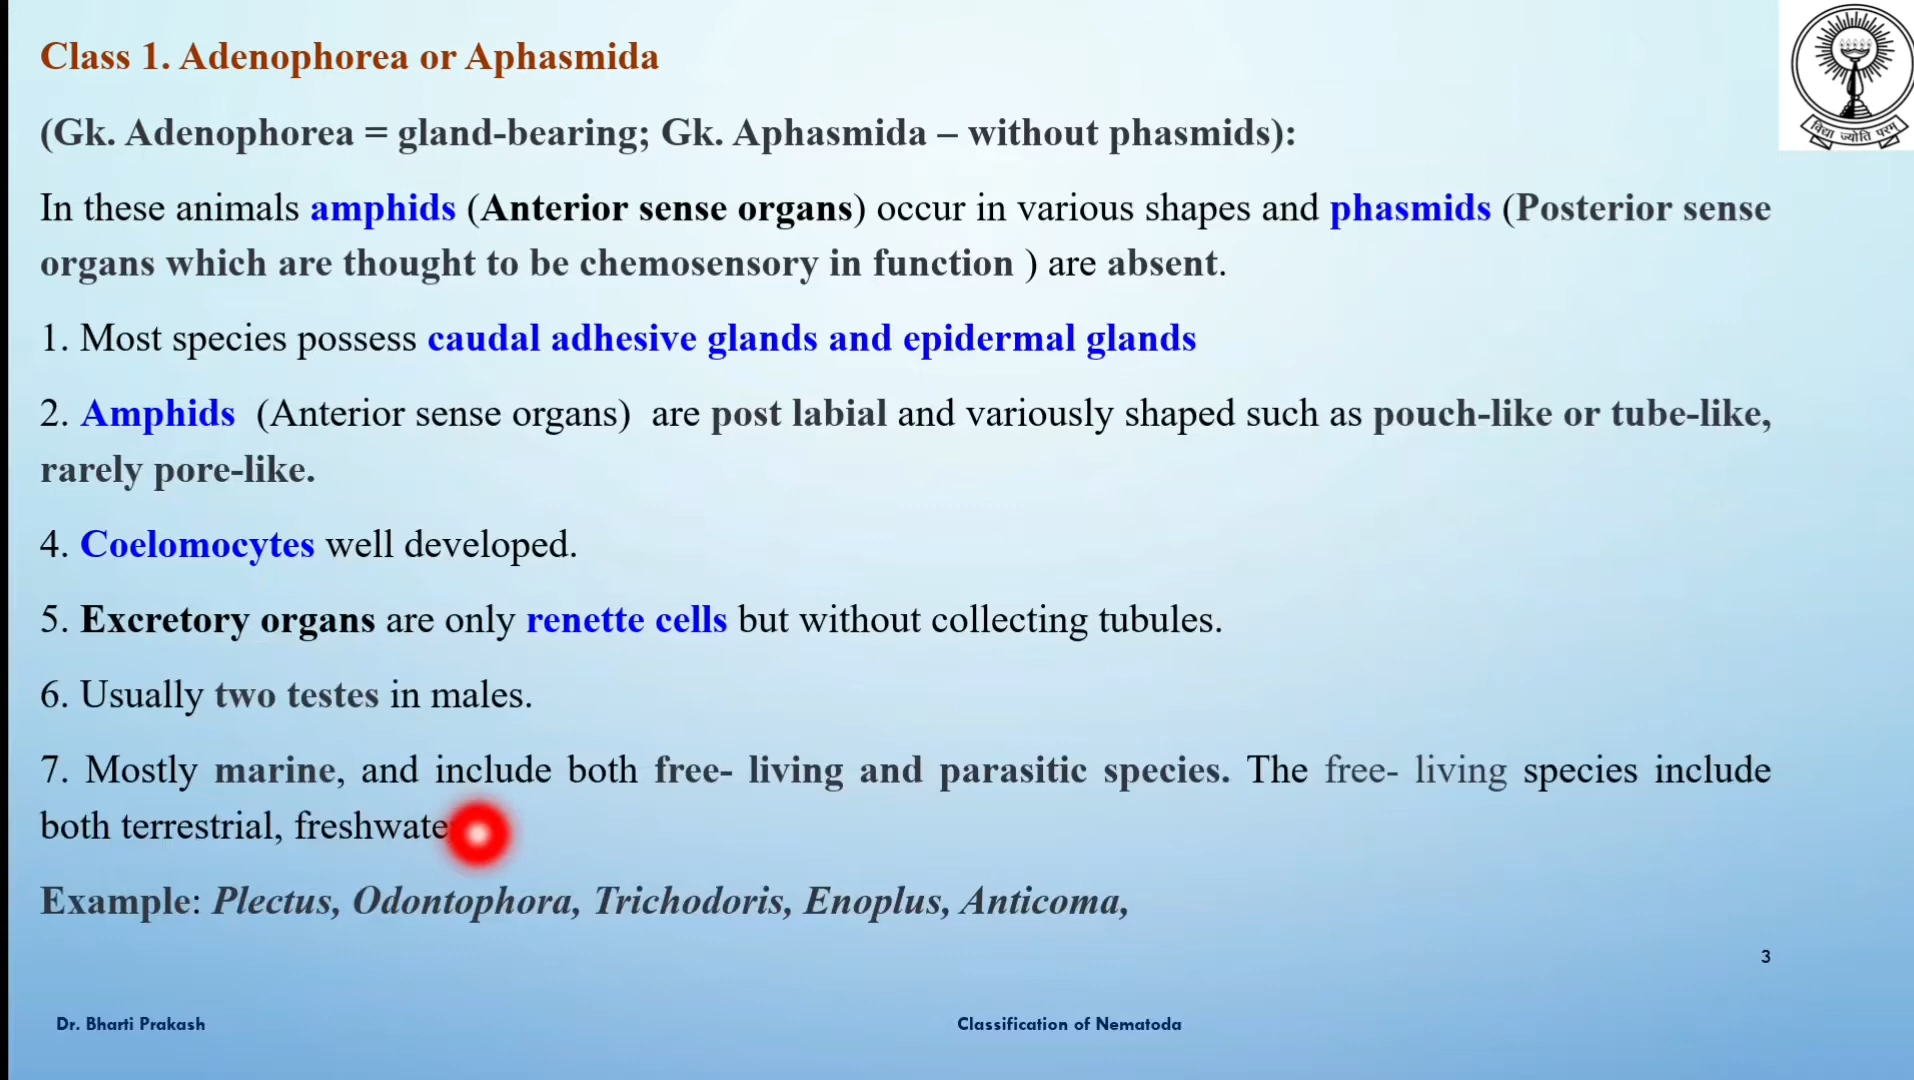 Class 1. Adenophorea or Aphasmida
(Gk. Adenophorea = gland-bearing; Gk. Aphasmida – without phasmids):
In these animals amphids (Anterior sense organs) occur in various shapes and phasmids (Posterior sense
organs which are thought to be chemosensory in function ) are absent.
1. Most species possess caudal adhesive glands and epidermal glands
2. Amphids (Anterior sense organs) are post labial and variously shaped such as pouch-like or tube-like,
rarely pore-like.
4. Coelomocytes well developed.
5. Excretory organs are only renette cells but without collecting tubules.
6. Usually two testes in males.
7. Mostly marine, and include both free- living and parasitic species. The free- living species include
both terrestrial, freshwate
Example: Plectus, Odontophora, Trichodoris, Enoplus, Anticoma,
3
Dr. Bharti Prakash
Classification of Nematoda
विद्या ज्योति परम